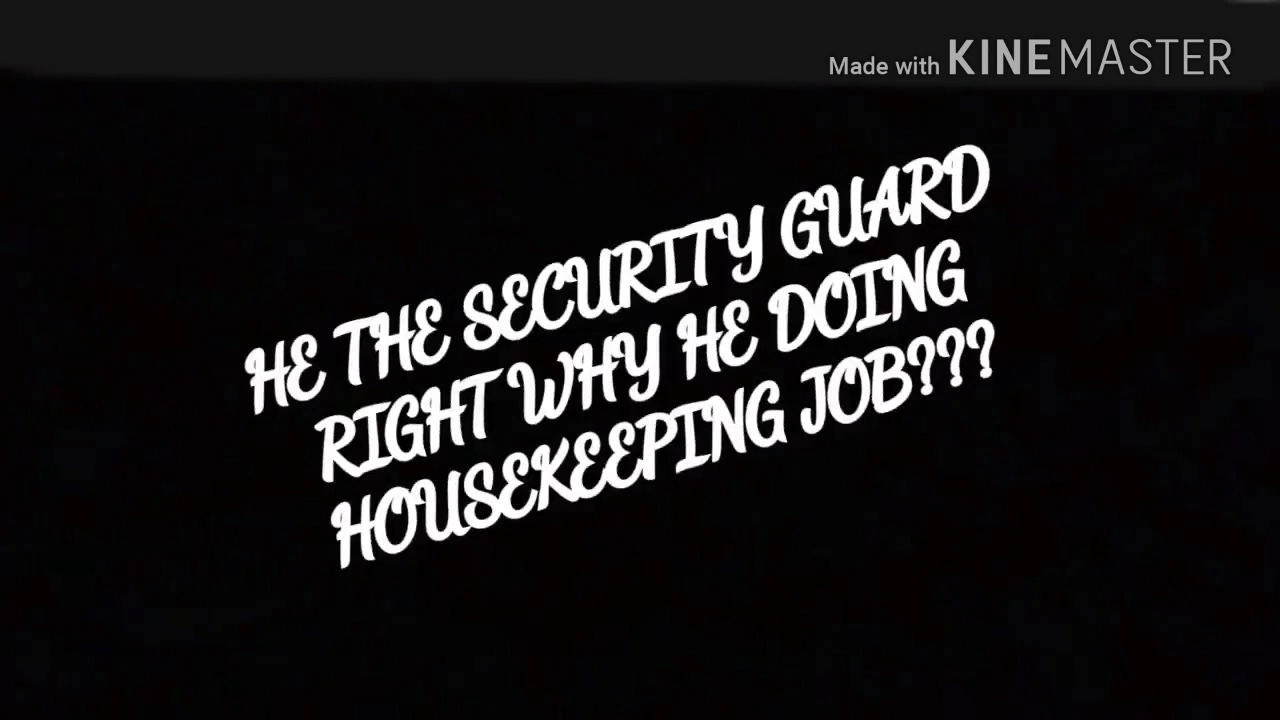 Made with KINEMASTER
HE THE SECURITY GUARD
RIGHT WHY HE DOING
HOUSEKEEPING JOB???